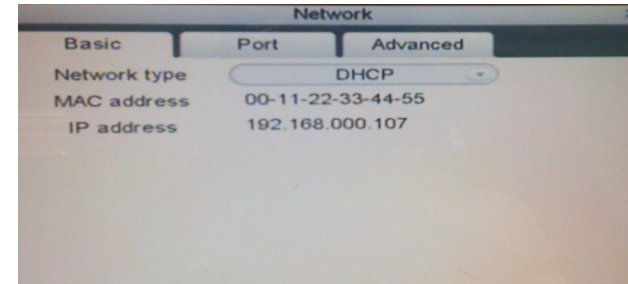 Network
Basic Port Advanced
Network type DHCP
MAC address 00-11-22-33-44-55
IP address 192.168.000.107